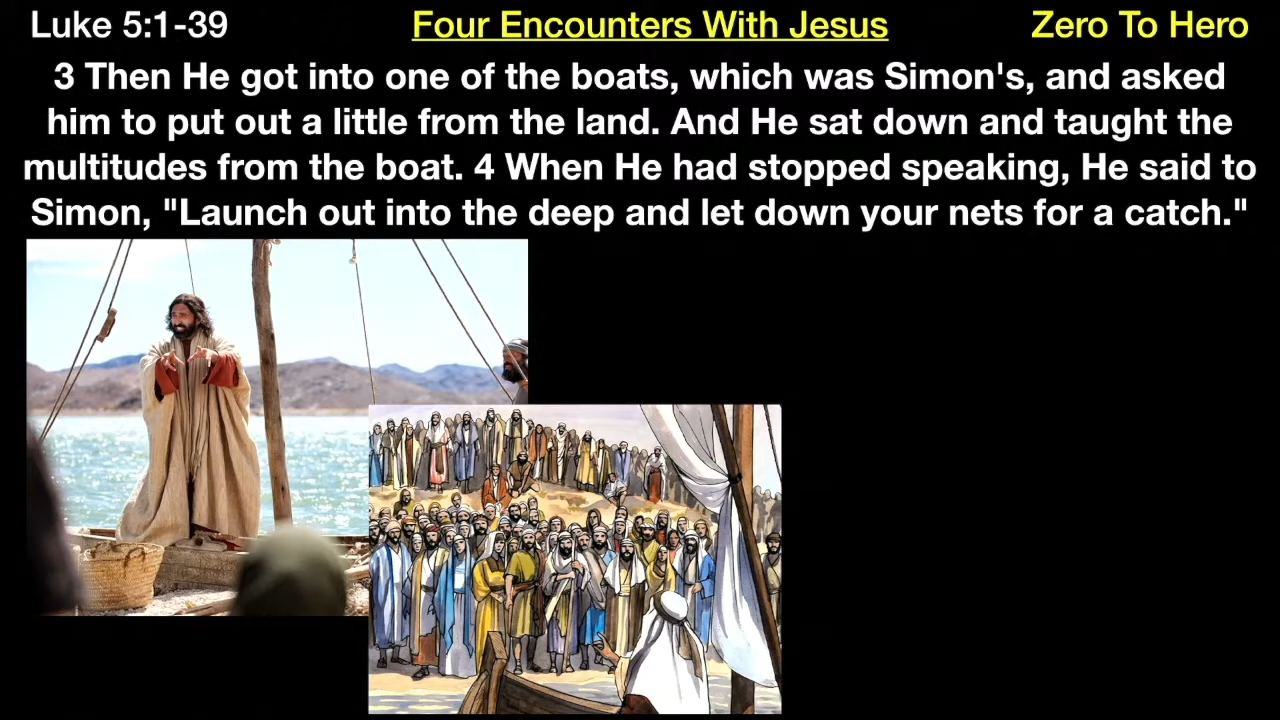 Luke 5:1-39 Four Encounters With Jesus Zero To Hero
3 Then He got into one of the boats, which was Simon's, and asked
him to put out a little from the land. And He sat down and taught the
multitudes from the boat. 4 When He had stopped speaking, He said to
Simon, "Launch out into the deep and let down your nets for a catch."